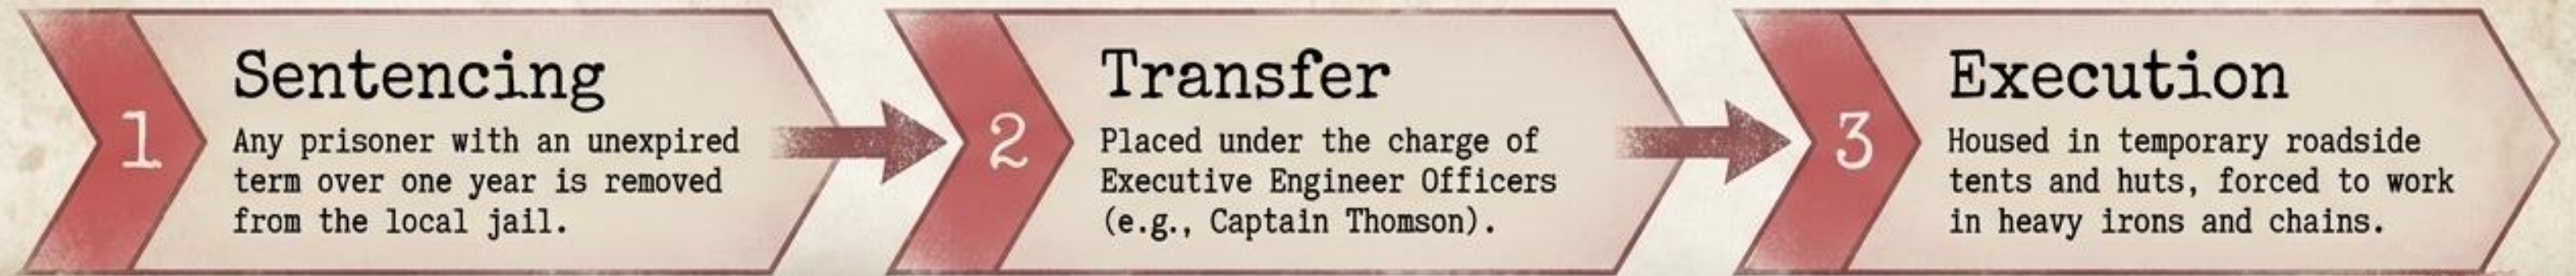 1
Sentencing
Any prisoner with an unexpired
term over one year is removed
from the local jail.
2
Transfer
Placed under the charge of
Executive Engineer Officers
(e.g., Captain Thomson).
3
Execution
Housed in temporary roadside
tents and huts, forced to work
in heavy irons and chains.